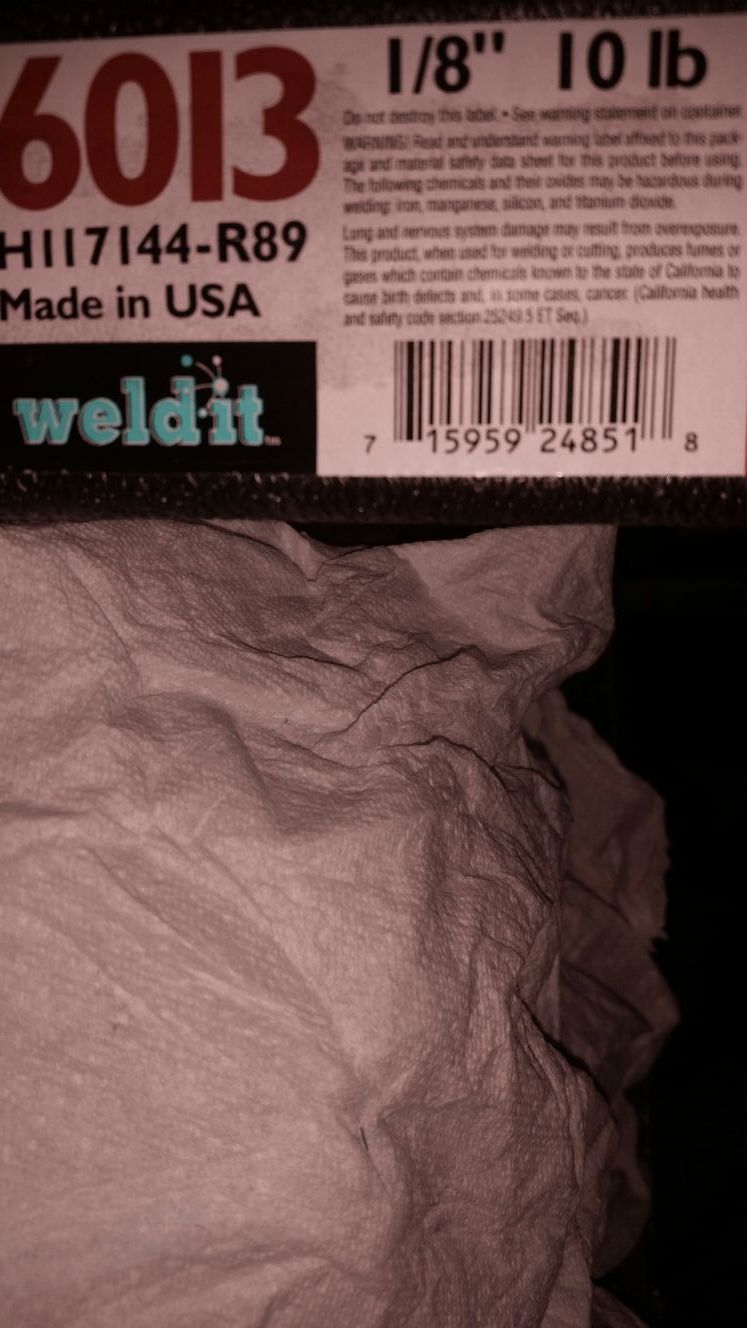 6013
H117144-R89
Made in USA
weld-it™
1/8" 10 lb
Do not destroy this label. • See warning statement on container.
WARNING! Read and understand warning label affixed to this pack-
age and material safety data sheet for this product before using.
The following chemicals and their oxides may be hazardous during
welding: iron, manganese, silicon, and titanium dioxide.
Lung and nervous system damage may result from overexposure.
This product, when used for welding or cutting, produces fumes or
gases which contain chemicals known to the state of California to
cause birth defects and, in some cases, cancer. (California health
and safety code section 25249.5 ET Seq.)
7 15959 24851 8